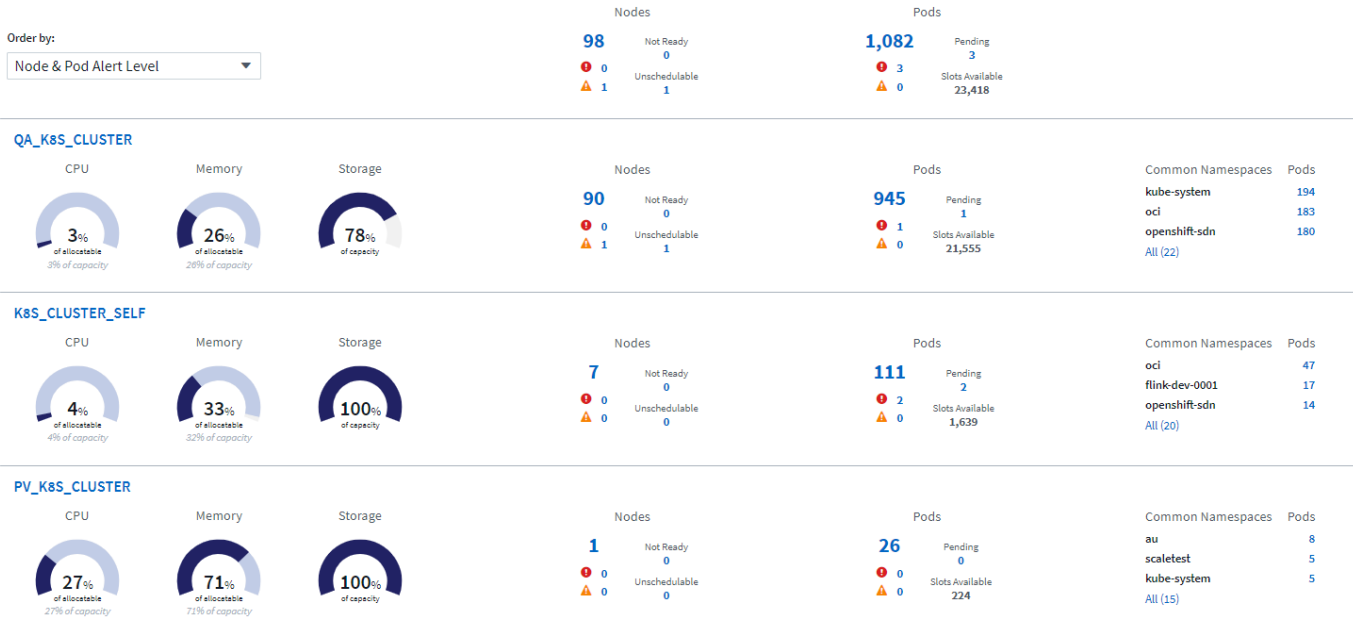 Nodes Pods
Order by:
98 Not Ready 1,082 Pending
0 3
Node & Pod Alert Level
0 Unschedulable 3 Slots Available
1 1 0 23,418
QA_K8S_CLUSTER
CPU Memory Storage Nodes Pods Common Namespaces Pods
kube-system 194
90 Not Ready 945 Pending
0 1
oci 183
3% 26% 78%
0 Unschedulable 1 Slots Available
openshift-sdn 180
1 1 0 21,555
of allocatable of allocatable of capacity
All (22)
3% of capacity 26% of capacity
K8S_CLUSTER_SELF
CPU Memory Storage Nodes Pods Common Namespaces Pods
oci 47
7 Not Ready 111 Pending
0 2
flink-dev-0001 17
4% 33% 100%
0 Unschedulable 2 Slots Available
openshift-sdn 14
0 0 0 1,639
of allocatable of allocatable of capacity
All (20)
4% of capacity 32% of capacity
PV_K8S_CLUSTER
CPU Memory Storage Nodes Pods Common Namespaces Pods
au 8
1 Not Ready 26 Pending
0 0
scaletest 5
27% 71% 100%
0 Unschedulable 0 Slots Available
kube-system 5
0 0 0 224
of allocatable of allocatable of capacity
All (15)
27% of capacity 71% of capacity